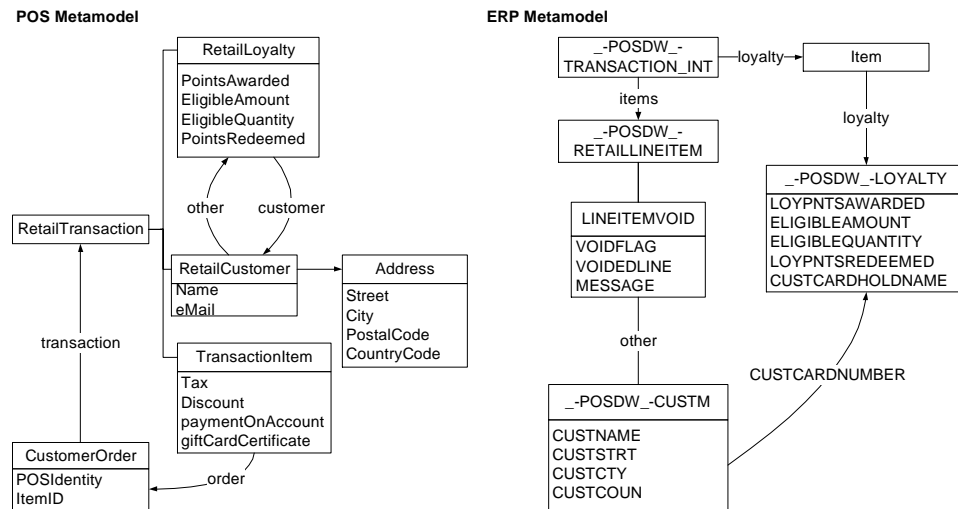 POS Metamodel
RetailLoyalty
PointsAwarded
EligibleAmount
EligibleQuantity
PointsRedeemed
other
customer
RetailTransaction
RetailCustomer
Name
eMail
Address
Street
City
PostalCode
CountryCode
transaction
TransactionItem
Tax
Discount
paymentOnAccount
giftCardCertificate
CustomerOrder
POSIdentity
ItemID
order
ERP Metamodel
_-POSDW_-
TRANSACTION_INT
loyalty
Item
items
loyalty
_-POSDW_-
RETAILLINEITEM
_-POSDW_-LOYALTY
LOYPNTSAWARDED
ELIGIBLEAMOUNT
ELIGIBLEQUANTITY
LOYPNTSREDEEMED
CUSTCARDHOLDNAME
LINEITEMVOID
VOIDFLAG
VOIDEDLINE
MESSAGE
other
CUSTCARDNUMBER
_-POSDW_-CUSTM
CUSTNAME
CUSTSTRT
CUSTCTY
CUSTCOUN